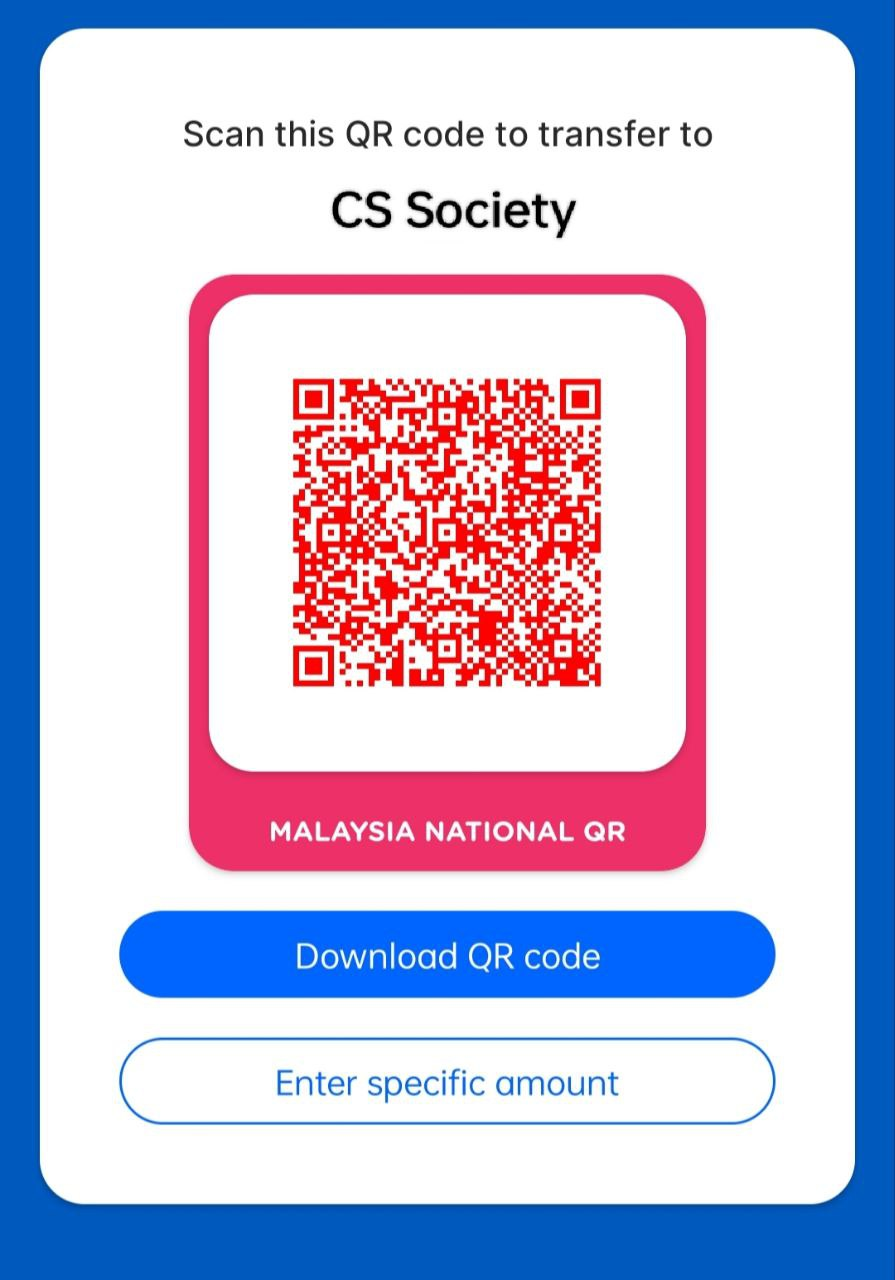 Scan this QR code to transfer to
CS Society
MALAYSIA NATIONAL QR
Download QR code
Enter specific amount